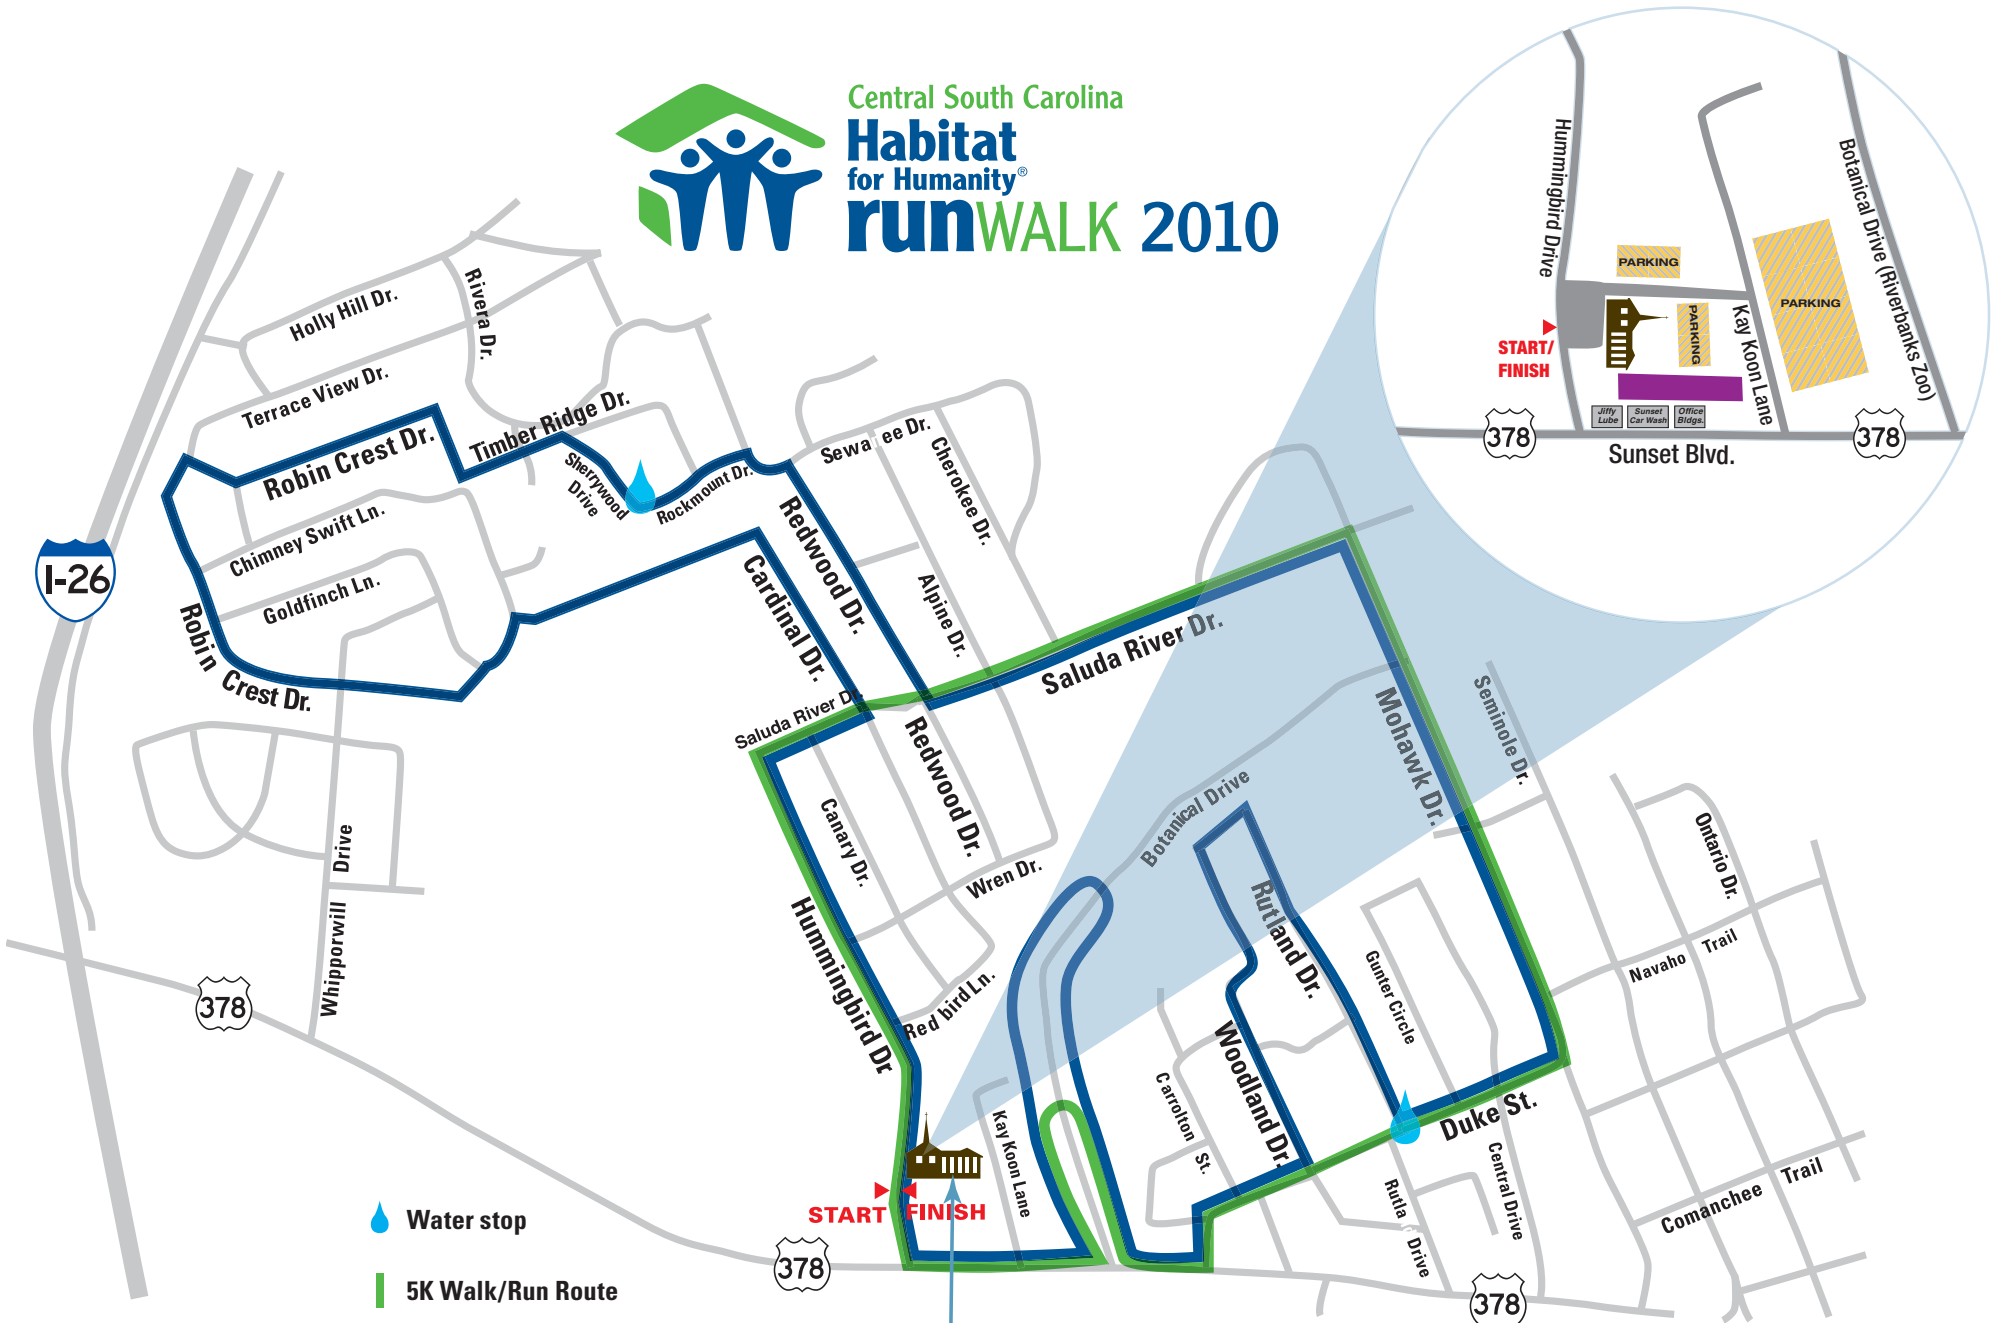 Central South Carolina
Habitat
for Humanity®
runWALK 2010
Hummingbird Drive
Botanical Drive (Riverbanks Zoo)
PARKING
PARKING
PARKING
Kay Koon Lane
START/
FINISH
Jiffy
Lube
Sunset
Car Wash
Office
Bldgs.
378
378
Sunset Blvd.
Holly Hill Dr.
Rivera Dr.
Terrace View Dr.
Timber Ridge Dr.
Robin Crest Dr.
Sherrywood
Drive
Rockmount Dr.
Sewa ee Dr.
Cherokee Dr.
Chimney Swift Ln.
Goldfinch Ln.
I-26
Robin Crest Dr.
Redwood Dr.
Cardinal Dr.
Alpine Dr.
Saluda River Dr.
Saluda River Dr.
Redwood Dr.
Mohawk Dr.
Seminole Dr.
Canary Dr.
Wren Dr.
Botanical Drive
Ontario Dr.
Navaho Trail
Whipporwill Drive
Hummingbird Dr
Red bird Ln.
Rutland Dr.
Gunter Circle
Woodland Dr.
Carrolton St.
Kay Koon Lane
Duke St.
Central Drive
Rutla d Drive
Comanchee Trail
378
START
FINISH
378
378
Water stop
5K Walk/Run Route